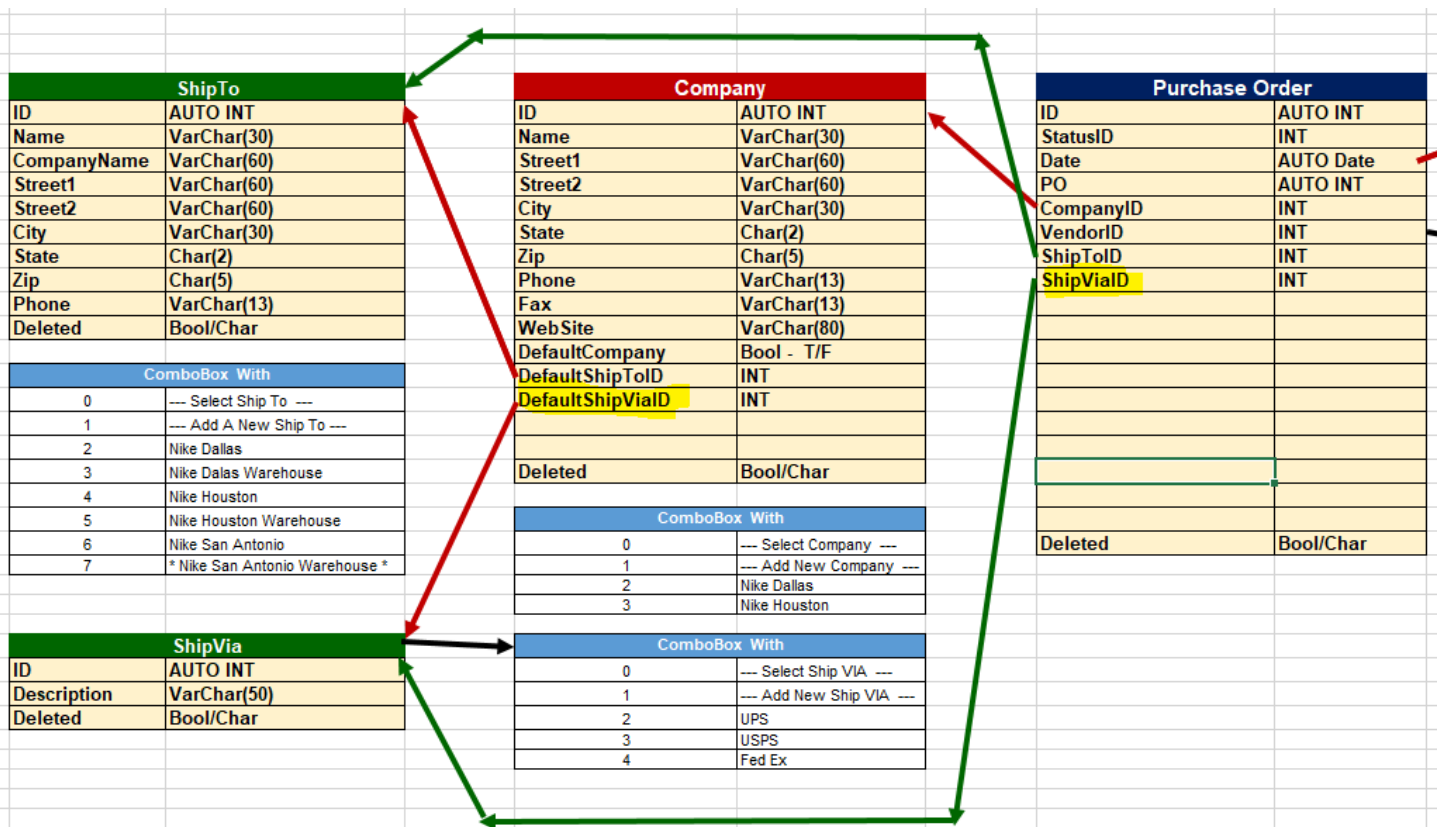 ShipTo
ID AUTO INT
Name VarChar(30)
CompanyName VarChar(60)
Street1 VarChar(60)
Street2 VarChar(60)
City VarChar(30)
State Char(2)
Zip Char(5)
Phone VarChar(13)
Deleted Bool/Char
ComboBox With
0 --- Select Ship To ---
1 --- Add A New Ship To ---
2 Nike Dallas
3 Nike Dalas Warehouse
4 Nike Houston
5 Nike Houston Warehouse
6 Nike San Antonio
7 * Nike San Antonio Warehouse *
ShipVia
ID AUTO INT
Description VarChar(50)
Deleted Bool/Char
Company
ID AUTO INT
Name VarChar(30)
Street1 VarChar(60)
Street2 VarChar(60)
City VarChar(30)
State Char(2)
Zip Char(5)
Phone VarChar(13)
Fax VarChar(13)
WebSite VarChar(80)
DefaultCompany Bool - T/F
DefaultShipToID INT
DefaultShipViaID INT
Deleted Bool/Char
ComboBox With
0 --- Select Company ---
1 --- Add New Company ---
2 Nike Dallas
3 Nike Houston
ComboBox With
0 --- Select Ship VIA ---
1 --- Add New Ship VIA ---
2 UPS
3 USPS
4 Fed Ex
Purchase Order
ID AUTO INT
StatusID INT
Date AUTO Date
PO AUTO INT
CompanyID INT
VendorID INT
ShipToID INT
ShipViaID INT
Deleted Bool/Char